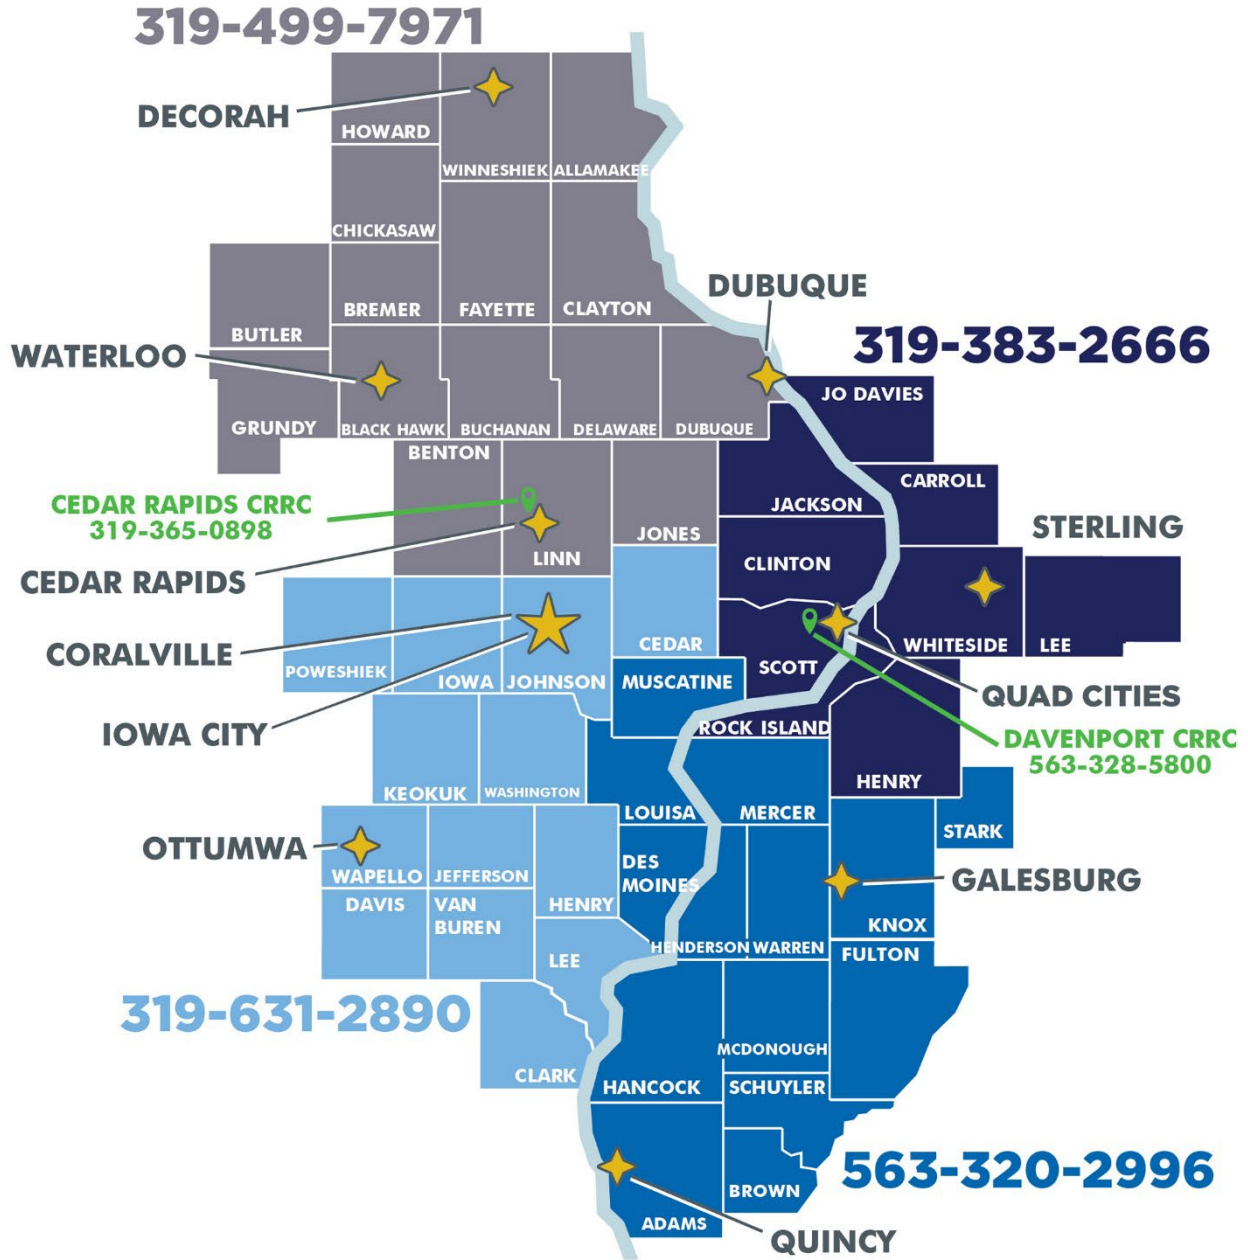 319-499-7971
DECORAH
HOWARD
WINNESHIEK
ALLAMAKEE
CHICKASAW
DUBUQUE
BREMER
FAYETTE
CLAYTON
BUTLER
319-383-2666
WATERLOO
JO DAVIES
GRUNDY
BLACK HAWK
BUCHANAN
DELAWARE
DUBUQUE
BENTON
CARROLL
CEDAR RAPIDS CRRC
319-365-0898
JACKSON
STERLING
JONES
LINN
CLINTON
CEDAR RAPIDS
CORALVILLE
CEDAR
WHITESIDE
LEE
POWESHIEK
IOWA
JOHNSON
MUSCATINE
SCOTT
QUAD CITIES
IOWA CITY
ROCK ISLAND
DAVENPORT CRRC
563-328-5800
KEOKUK
WASHINGTON
HENRY
LOUISA
MERCER
STARK
OTTUMWA
WAPELLO
JEFFERSON
DES
MOINES
GALESBURG
DAVIS
VAN
BUREN
HENRY
KNOX
HENDERSON
WARREN
FULTON
LEE
319-631-2890
MCDONOUGH
CLARK
HANCOCK
SCHUYLER
563-320-2996
BROWN
ADAMS
QUINCY